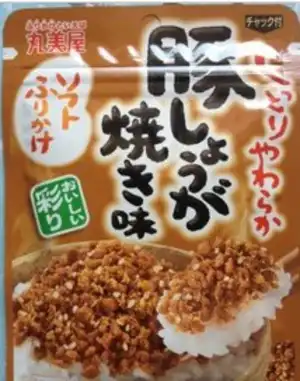 丸美屋
チャック付
しっとりやわらか
豚しょうが
焼き味
ソフト
ふりかけ
おいしい
彩り